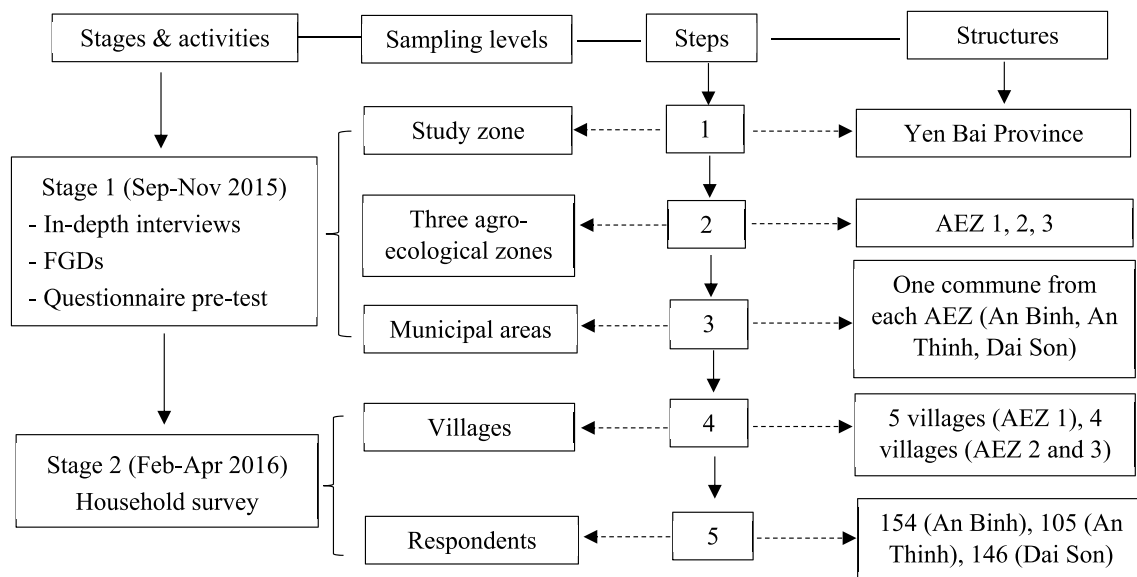 Stages & activities
Sampling levels
Steps
Structures
Study zone
1
Yen Bai Province
Stage 1 (Sep-Nov 2015)
- In-depth interviews
- FGDs
- Questionnaire pre-test
Three agro-
ecological zones
2
AEZ 1, 2, 3
Municipal areas
3
One commune from
each AEZ (An Binh, An
Thinh, Dai Son)
Stage 2 (Feb-Apr 2016)
Household survey
Villages
4
5 villages (AEZ 1), 4
villages (AEZ 2 and 3)
Respondents
5
154 (An Binh), 105 (An
Thinh), 146 (Dai Son)